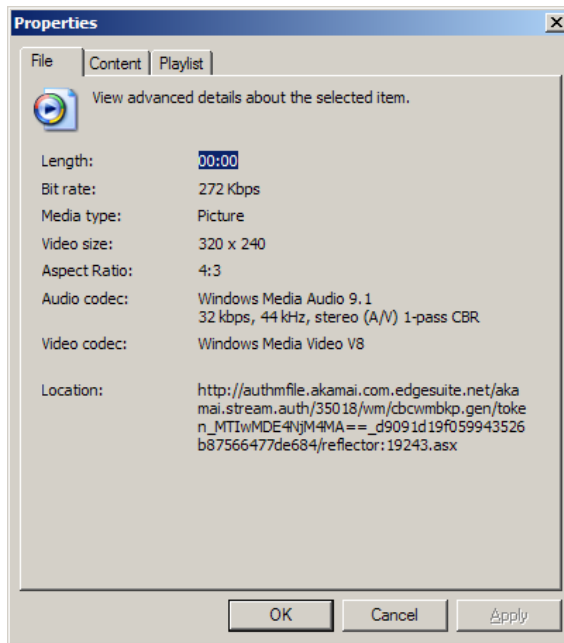 Properties
File Content Playlist
View advanced details about the selected item.
Length: 00:00
Bit rate: 272 Kbps
Media type: Picture
Video size: 320 x 240
Aspect Ratio: 4:3
Audio codec: Windows Media Audio 9.1
32 kbps, 44 kHz, stereo (A/V) 1-pass CBR
Video codec: Windows Media Video V8
Location: http://authmfile.akamai.com.edgesuite.net/aka
mai.stream.auth/35018/wm/cbcwmbkp.gen/toke
n_MTIwMDE4NjM4MA==_d9091d19f059943526
b87566477de684/reflector:19243.asx
OK Cancel Apply